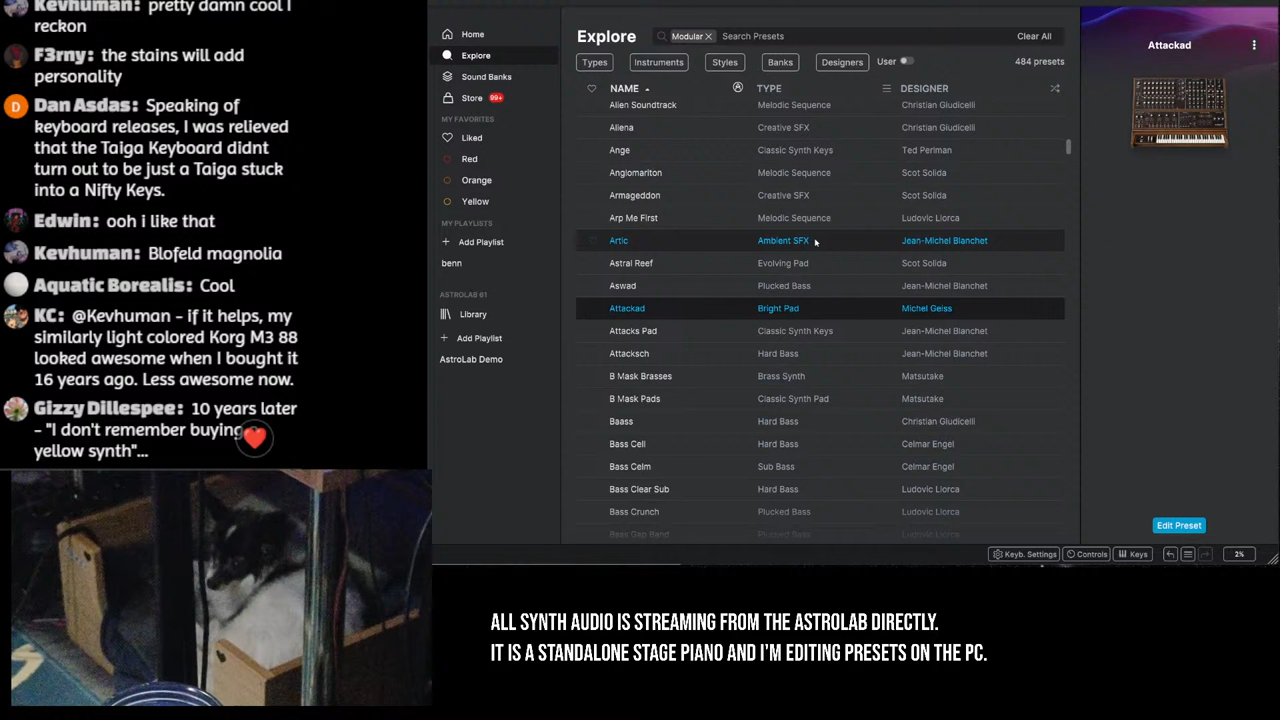 Kevhuman: pretty damn cool I
reckon
F3rny: the stains will add
personality
D
Dan Asdas: Speaking of
keyboard releases, I was relieved
that the Taiga Keyboard didnt
turn out to be just a Taiga stuck
into a Nifty Keys.
Edwin: ooh i like that
Kevhuman: Blofeld magnolia
Aquatic Borealis: Cool
KC: @Kevhuman - if it helps, my
similarly light colored Korg M3 88
looked awesome when I bought it
16 years ago. Less awesome now.
Gizzy Dillespee: 10 years later
- "I don't remember buying
yellow synth"...
Home
Explore
Sound Banks
Store 99+
MY FAVORITES
Liked
Red
Orange
Yellow
MY PLAYLISTS
+ Add Playlist
benn
ASTROLAB 01
Library
+ Add Playlist
AstroLab Demo
Explore
Modular Search Presets Clear All
Types Instruments Styles Banks Designers User 484 presets
NAME TYPE DESIGNER
Alien Soundtrack Melodic Sequence Christian Giudicelli
Aliena Creative SFX Christian Giudicelli
Ange Classic Synth Keys Ted Perlman
Anglomariton Melodic Sequence Scot Solida
Armageddon Creative SFX Scot Solida
Arp Me First Melodic Sequence Ludovic Llorca
Artic Ambient SFX Jean-Michel Blanchet
Astral Reef Evolving Pad Scot Solida
Aswad Plucked Bass Jean-Michel Blanchet
Attackad Bright Pad Michel Geiss
Attacks Pad Classic Synth Keys Jean-Michel Blanchet
Attacksch Hard Bass Jean-Michel Blanchet
B Mask Brasses Brass Synth Matsutake
B Mask Pads Classic Synth Pad Matsutake
Baass Hard Bass Christian Giudicelli
Bass Cell Hard Bass Celmar Engel
Bass Celm Sub Bass Celmar Engel
Bass Clear Sub Hard Bass Ludovic Llorca
Bass Crunch Plucked Bass Ludovic Llorca
Bass Gap Band Plucked Bass Ludovic Llorca
Attackad
Edit Preset
Keyb. Settings Controls Keys 2%
ALL SYNTH AUDIO IS STREAMING FROM THE ASTROLAB DIRECTLY.
IT IS A STANDALONE STAGE PIANO AND I'M EDITING PRESETS ON THE PC.